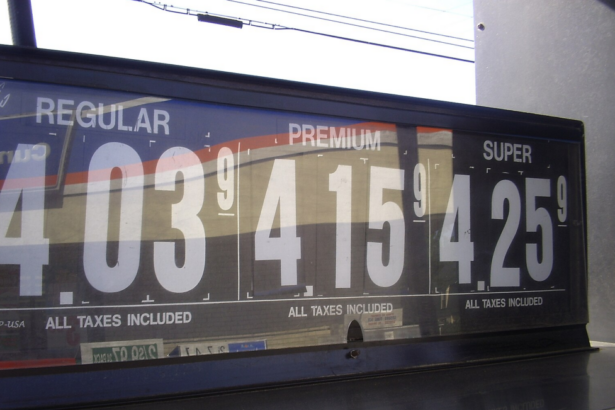 REGULAR PREMIUM SUPER
4.03 9 4.15 9 4.25 9
ALL TAXES INCLUDED ALL TAXES INCLUDED ALL TAXES INCLUDED
-USA